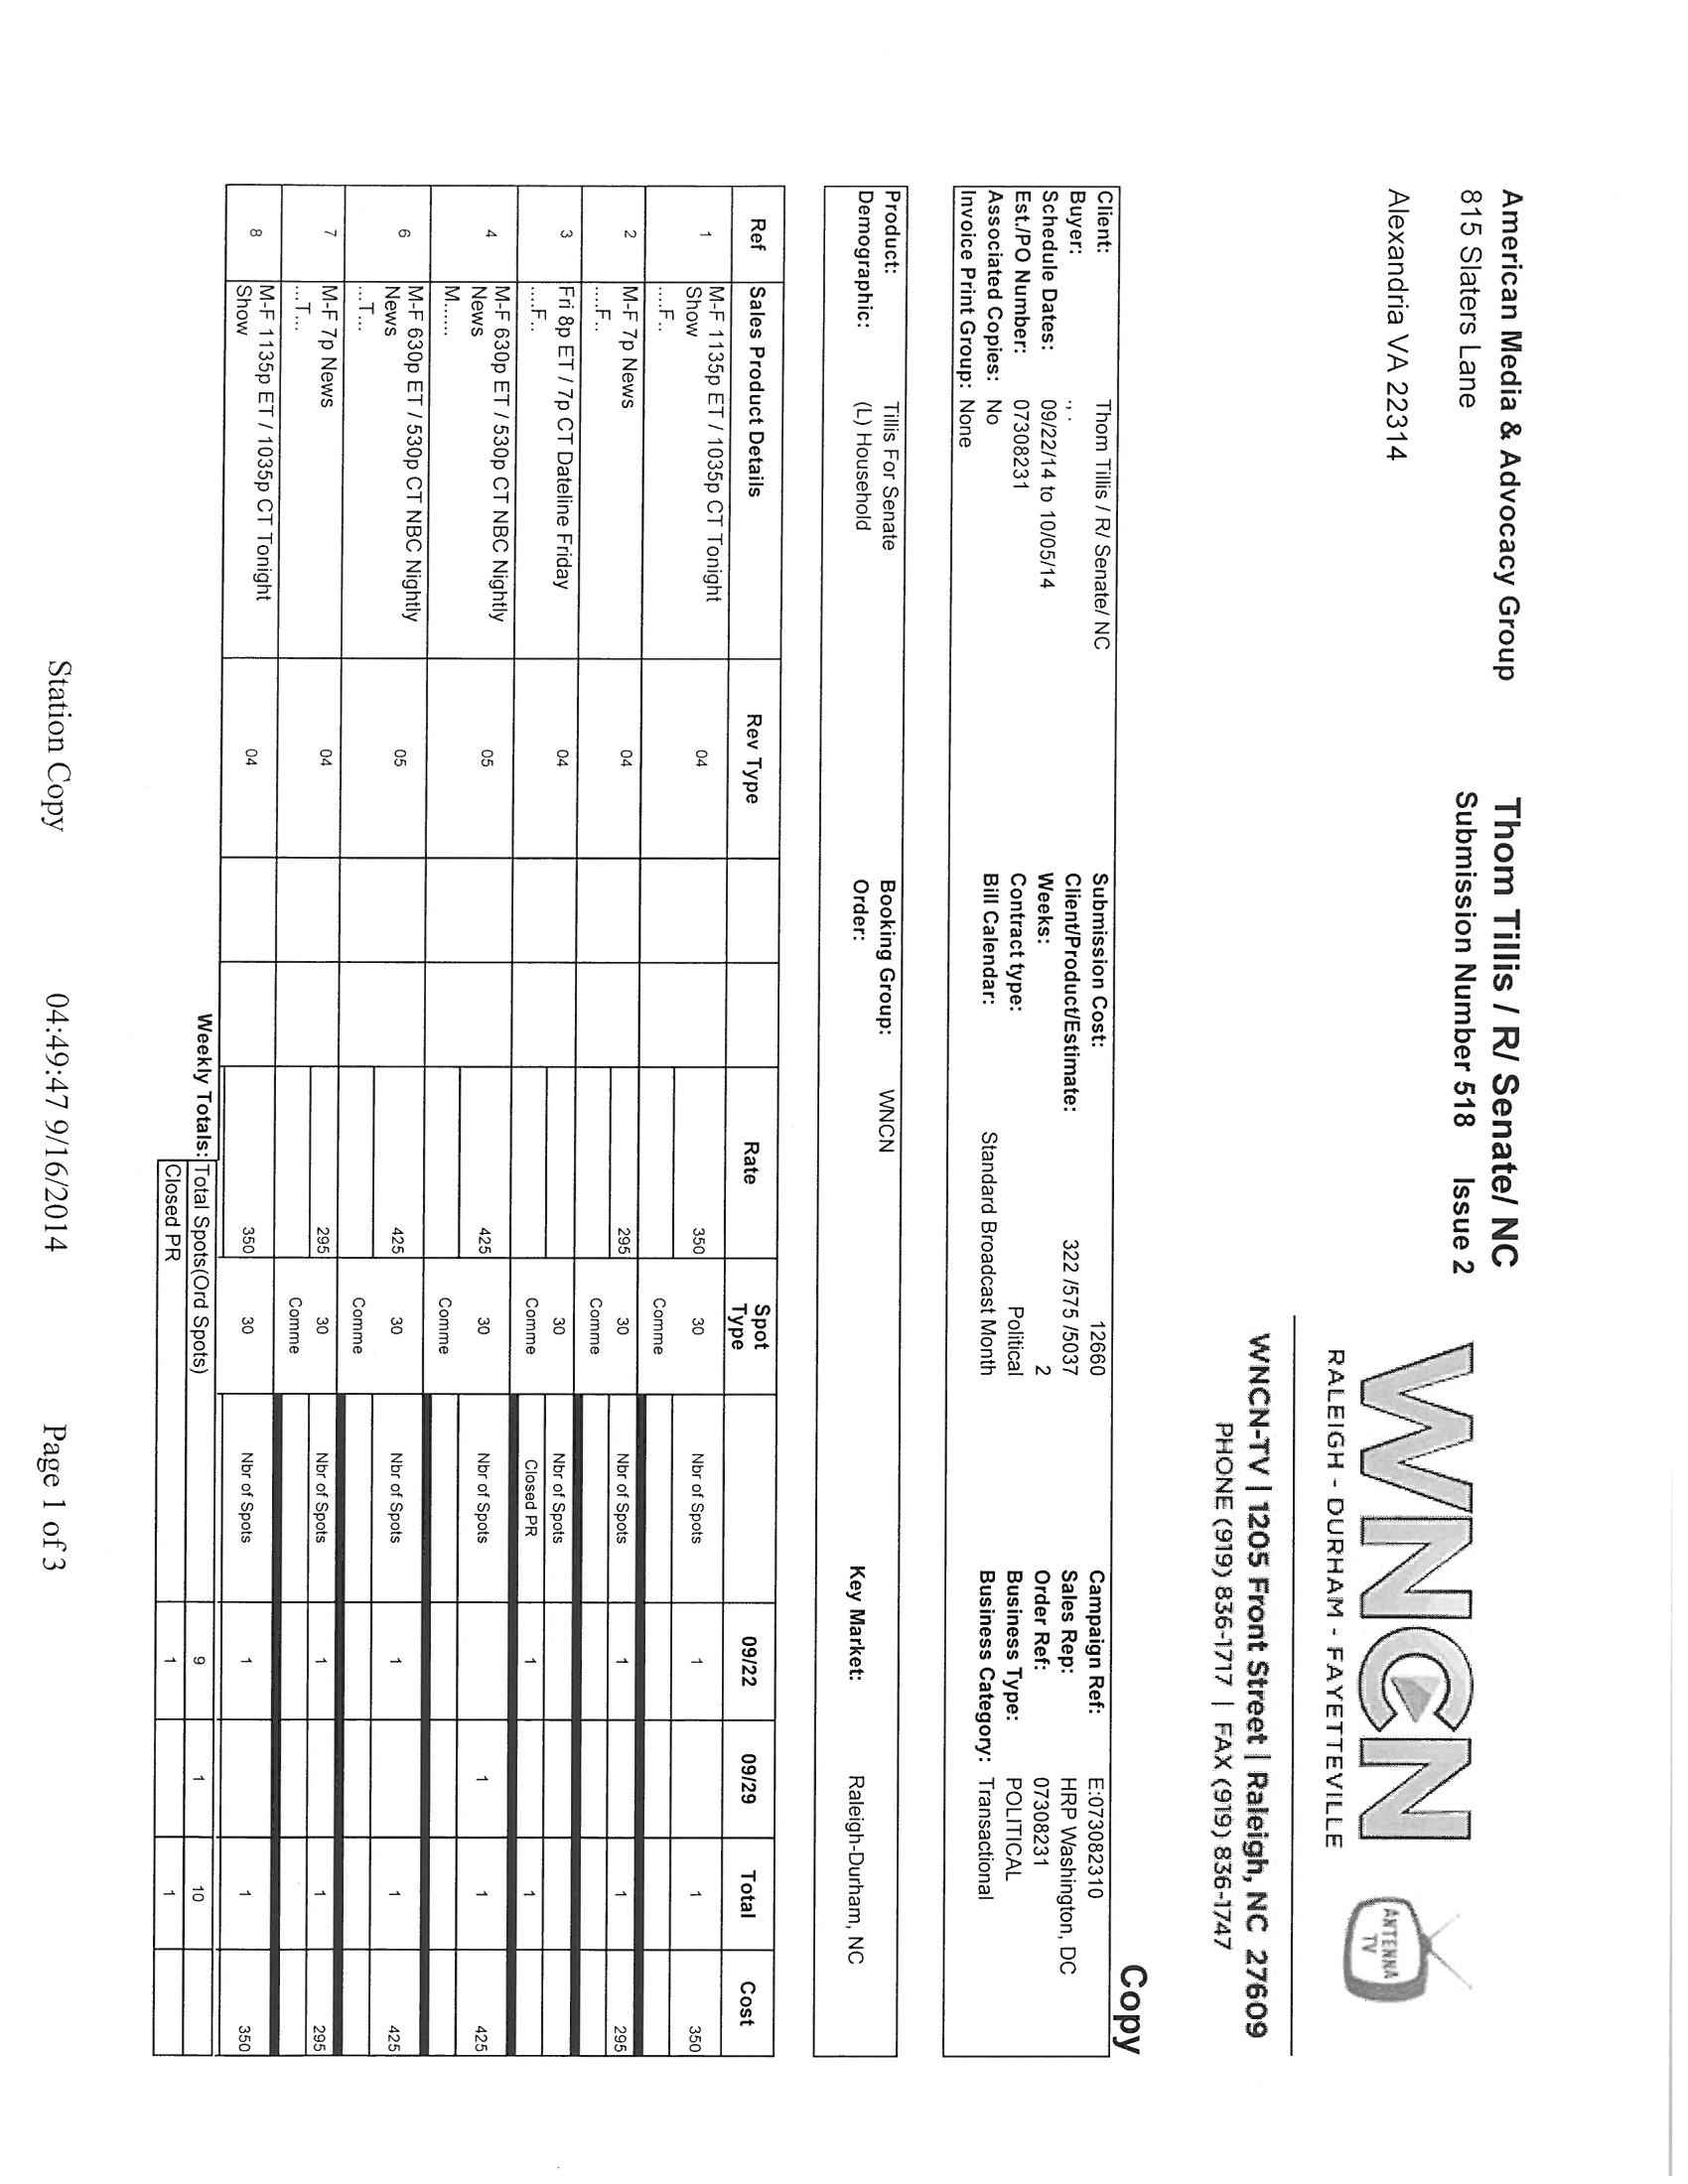 American Media & Advocacy Group
815 Slaters Lane
Alexandria VA 22314
Thom Tillis / R/ Senate/ NC
Submission Number 518 Issue 2
WNCN
RALEIGH - DURHAM - FAYETTEVILLE
ANTENNA TV
WNCN-TV | 1205 Front Street | Raleigh, NC 27609
PHONE (919) 836-1717 | FAX (919) 836-1747
Copy
Client: Thom Tillis / R/ Senate/ NC Submission Cost: 12660 Campaign Ref: E:073082310
Buyer: ., . Client/Product/Estimate: 322 /575 /5037 Sales Rep: HRP Washington, DC
Schedule Dates: 09/22/14 to 10/05/14 Weeks: 2 Order Ref: 07308231
Est./PO Number: 07308231 Contract type: Political Business Type: POLITICAL
Associated Copies: No Bill Calendar: Standard Broadcast Month Business Category: Transactional
Invoice Print Group: None
Product: Tillis For Senate Booking Group: WNCN
Demographic: (L) Household Order: Key Market: Raleigh-Durham, NC
Ref Sales Product Details Rev Type Rate Spot Type 09/22 09/29 Total Cost
1 M-F 1135p ET / 1035p CT Tonight Show 04 350 30 Nbr of Spots 1 1 350
....F.. Comme
2 M-F 7p News 04 295 30 Nbr of Spots 1 1 295
....F.. Comme
3 Fri 8p ET / 7p CT Dateline Friday 04 30 Nbr of Spots
....F.. Comme Closed PR 1 1
4 M-F 630p ET / 530p CT NBC Nightly News 05 425 30 Nbr of Spots 1 1 425
M...... Comme
6 M-F 630p ET / 530p CT NBC Nightly News 05 425 30 Nbr of Spots 1 1 425
...T... Comme
7 M-F 7p News 04 295 30 Nbr of Spots 1 1 295
...T... Comme
8 M-F 1135p ET / 1035p CT Tonight Show 04 350 30 Nbr of Spots 1 1 350
Weekly Totals: Total Spots(Ord Spots) 9 1 10
Closed PR 1 1
Station Copy 04:49:47 9/16/2014 Page 1 of 3